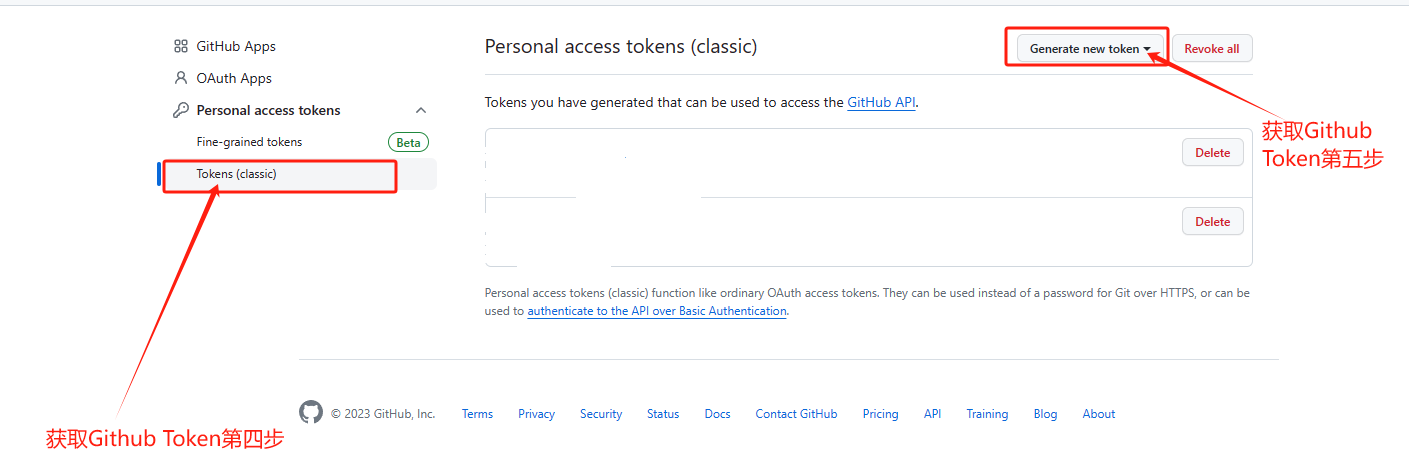 GitHub Apps
OAuth Apps
Personal access tokens
Fine-grained tokens Beta
Tokens (classic)
Personal access tokens (classic)
Generate new token
Revoke all
获取Github
Token第五步
Tokens you have generated that can be used to access the GitHub API.
Delete
Delete
Personal access tokens (classic) function like ordinary OAuth access tokens. They can be used instead of a password for Git over HTTPS, or can be
used to authenticate to the API over Basic Authentication.
获取Github Token第四步
© 2023 GitHub, Inc. Terms Privacy Security Status Docs Contact GitHub Pricing API Training Blog About